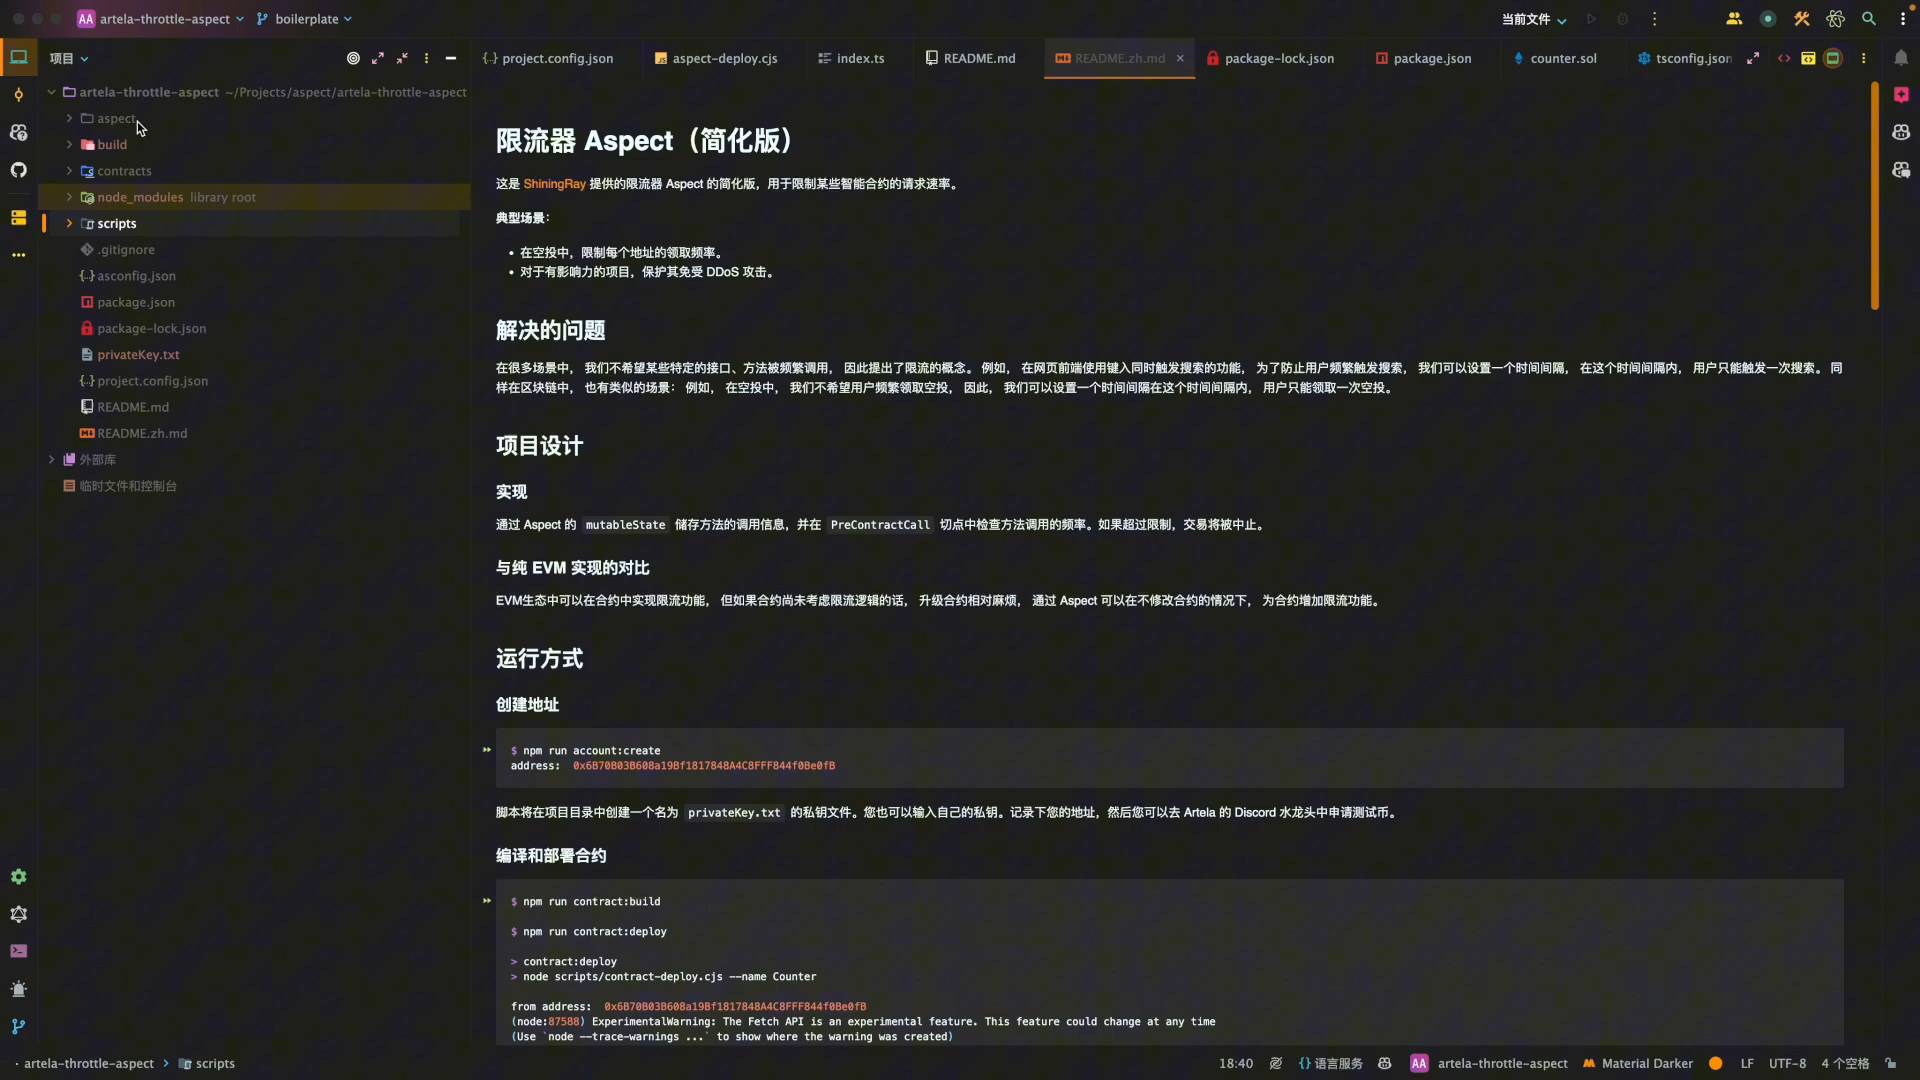 AA artela-throttle-aspect boilerplate 当前文件
项目
project.config.json aspect-deploy.cjs index.ts README.md README.zh.md package-lock.json package.json counter.sol tsconfig.json
artela-throttle-aspect ~/Projects/aspect/artela-throttle-aspect
aspect
build
contracts
node_modules library root
scripts
.gitignore
asconfig.json
package.json
package-lock.json
privateKey.txt
project.config.json
README.md
README.zh.md
外部库
临时文件和控制台
限流器 Aspect（简化版）
这是 ShiningRay 提供的限流器 Aspect 的简化版，用于限制某些智能合约的请求速率。
典型场景：
• 在空投中，限制每个地址的领取频率。
• 对于有影响力的项目，保护其免受 DDoS 攻击。
解决的问题
在很多场景中， 我们不希望某些特定的接口、方法被频繁调用， 因此提出了限流的概念。 例如， 在网页前端使用键入同时触发搜索的功能， 为了防止用户频繁触发搜索， 我们可以设置一个时间间隔， 在这个时间间隔内， 用户只能触发一次搜索。 同
样在区块链中， 也有类似的场景： 例如， 在空投中， 我们不希望用户频繁领取空投， 因此， 我们可以设置一个时间间隔在这个时间间隔内， 用户只能领取一次空投。
项目设计
实现
通过 Aspect 的 mutableState 储存方法的调用信息，并在 PreContractCall 切点中检查方法调用的频率。如果超过限制，交易将被中止。
与纯 EVM 实现的对比
EVM生态中可以在合约中实现限流功能， 但如果合约尚未考虑限流逻辑的话， 升级合约相对麻烦， 通过 Aspect 可以在不修改合约的情况下， 为合约增加限流功能。
运行方式
创建地址
$ npm run account:create
address: 0x6B70B03B608a19Bf1817848A4C8FFF844f0Be0fB
脚本将在项目目录中创建一个名为 privateKey.txt 的私钥文件。您也可以输入自己的私钥。记录下您的地址，然后您可以去 Artela 的 Discord 水龙头中申请测试币。
编译和部署合约
$ npm run contract:build
$ npm run contract:deploy
> contract:deploy
> node scripts/contract-deploy.cjs --name Counter
from address: 0x6B70B03B608a19Bf1817848A4C8FFF844f0Be0fB
(node:87588) ExperimentalWarning: The Fetch API is an experimental feature. This feature could change at any time
(Use `node --trace-warnings ...` to show where the warning was created)
artela-throttle-aspect > scripts 18:40 {} 语言服务 AA artela-throttle-aspect Material Darker LF UTF-8 4 个空格